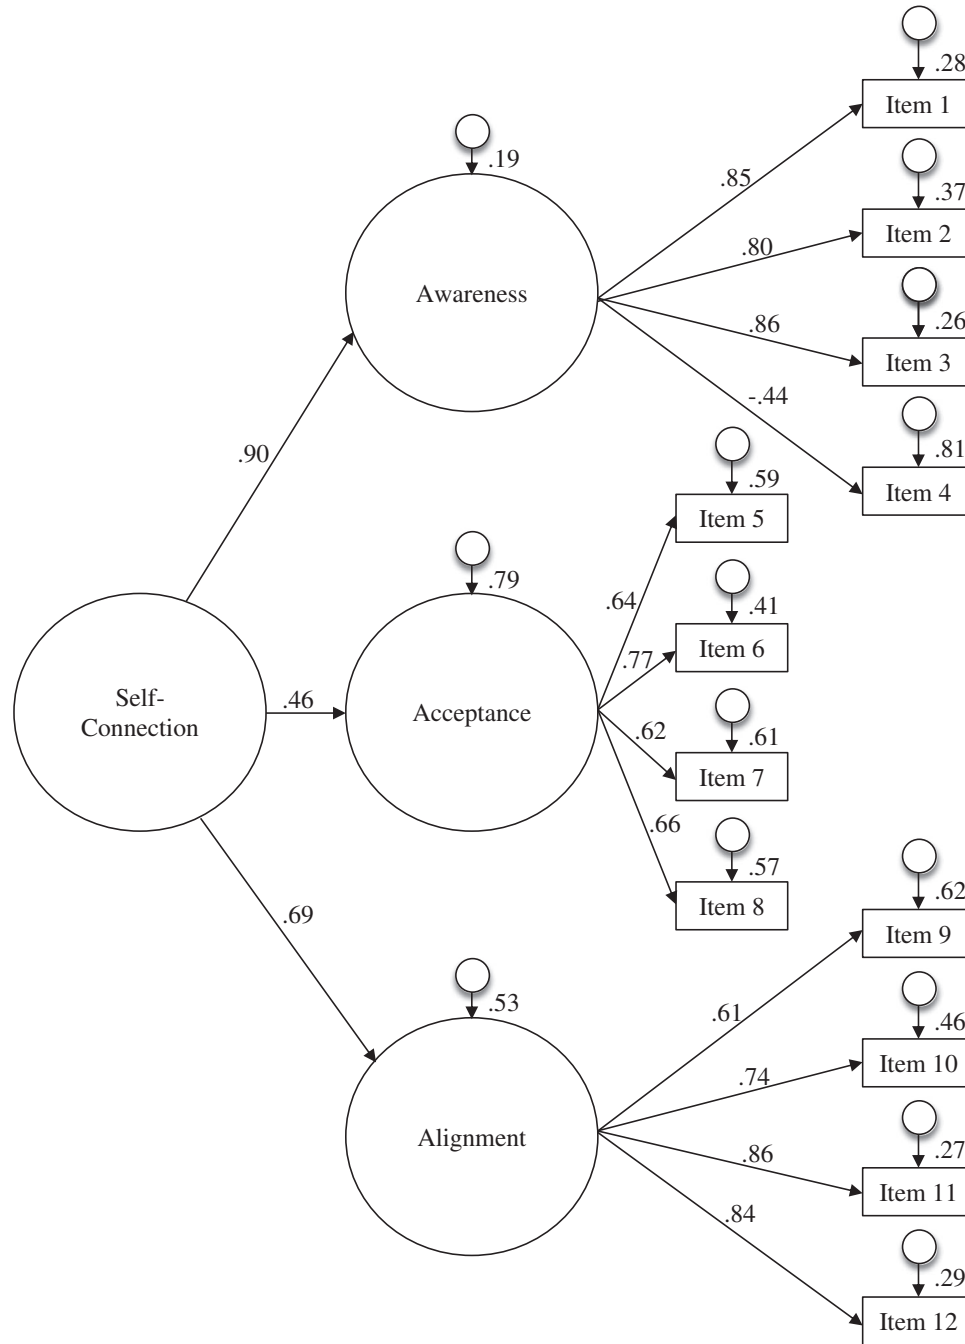 .28
Item 1
.19
.85
.37
Item 2
.80
Awareness
.26
.86
Item 3
-.44
.81
Item 4
.90
.59
Item 5
.79
.64
.41
Item 6
.77
Self-
Connection
.46
Acceptance
.62
.61
Item 7
.66
.57
Item 8
.69
.62
Item 9
.53
.61
.46
Item 10
.74
Alignment
.27
.86
Item 11
.84
.29
Item 12